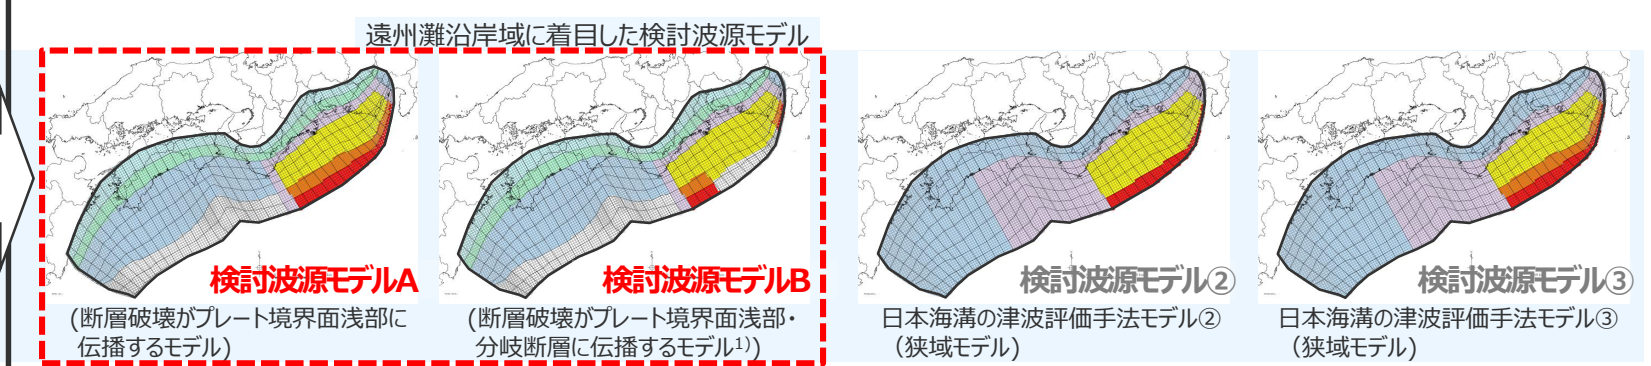 遠州灘沿岸域に着目した検討波源モデル
検討波源モデルA
(断層破壊がプレート境界面浅部に
伝播するモデル)
検討波源モデルB
(断層破壊がプレート境界面浅部・
分岐断層に伝播するモデル¹⁾)
検討波源モデル②
日本海溝の津波評価手法モデル②
(狭域モデル)
検討波源モデル③
日本海溝の津波評価手法モデル③
(狭域モデル)